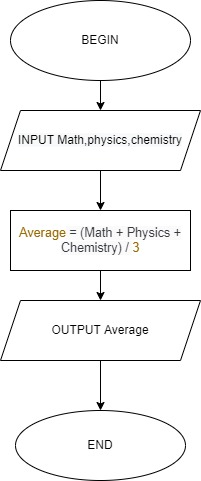 BEGIN
INPUT Math,physics,chemistry
Average = (Math + Physics +
Chemistry) / 3
OUTPUT Average
END